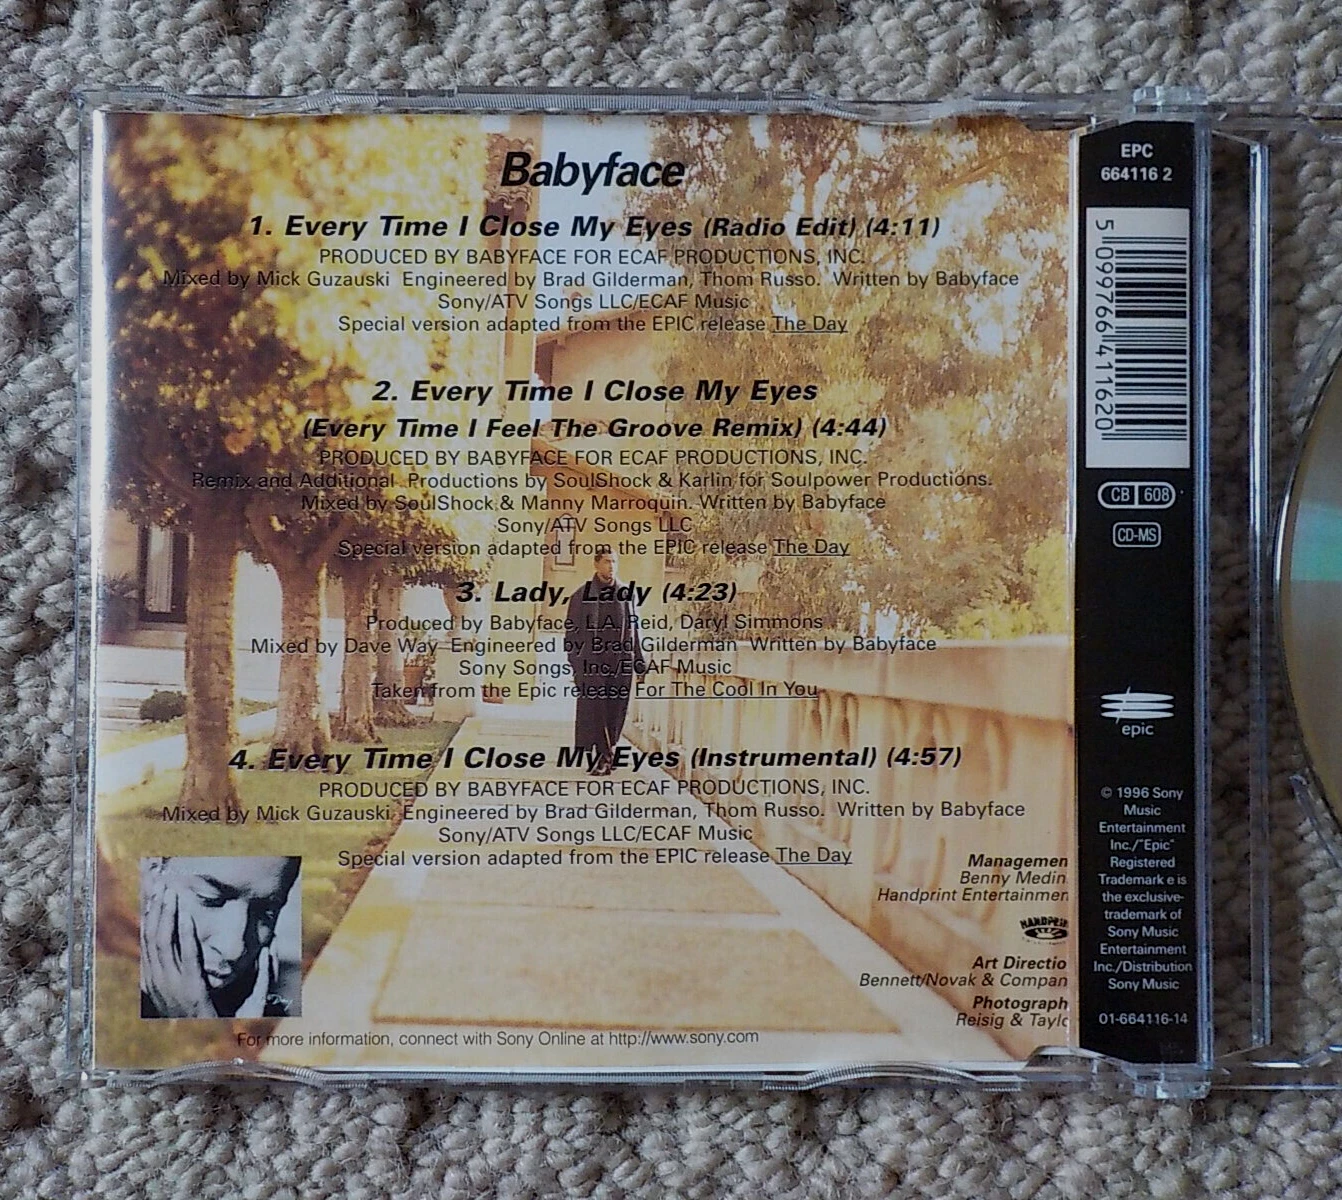 Babyface
1. Every Time I Close My Eyes (Radio Edit) (4:11)
PRODUCED BY BABYFACE FOR ECAF PRODUCTIONS, INC.
Mixed by Mick Guzauski Engineered by Brad Gilderman, Thom Russo. Written by Babyface
Sony/ATV Songs LLC/ECAF Music
Special version adapted from the EPIC release The Day
2. Every Time I Close My Eyes
(Every Time I Feel The Groove Remix) (4:44)
PRODUCED BY BABYFACE FOR ECAF PRODUCTIONS, INC.
Remix and Additional Productions by SoulShock & Karlin for Soulpower Productions.
Mixed by SoulShock & Manny Marroquin. Written by Babyface
Sony/ATV Songs LLC
Special version adapted from the EPIC release The Day
3. Lady, Lady (4:23)
Produced by Babyface, L.A. Reid, Daryl Simmons
Mixed by Dave Way Engineered by Brad Gilderman Written by Babyface
Sony Songs, Inc./ECAF Music
Taken from the Epic release For The Cool In You
4. Every Time I Close My Eyes (Instrumental) (4:57)
PRODUCED BY BABYFACE FOR ECAF PRODUCTIONS, INC.
Mixed by Mick Guzauski. Engineered by Brad Gilderman, Thom Russo. Written by Babyface
Sony/ATV Songs LLC/ECAF Music
Special version adapted from the EPIC release The Day
Managemen
Benny Medin
Handprint Entertainmen
Art Directio
Bennett/Novak & Compan
Photograph
Reisig & Taylo
For more information, connect with Sony Online at http://www.sony.com
EPC
664116 2
5 099766 411620
CB 608
CD-MS
epic
© 1996 Sony
Music
Entertainment
Inc./"Epic"
Registered
Trademark e is
the exclusive
trademark of
Sony Music
Entertainment
Inc./Distribution
Sony Music
01-664116-14